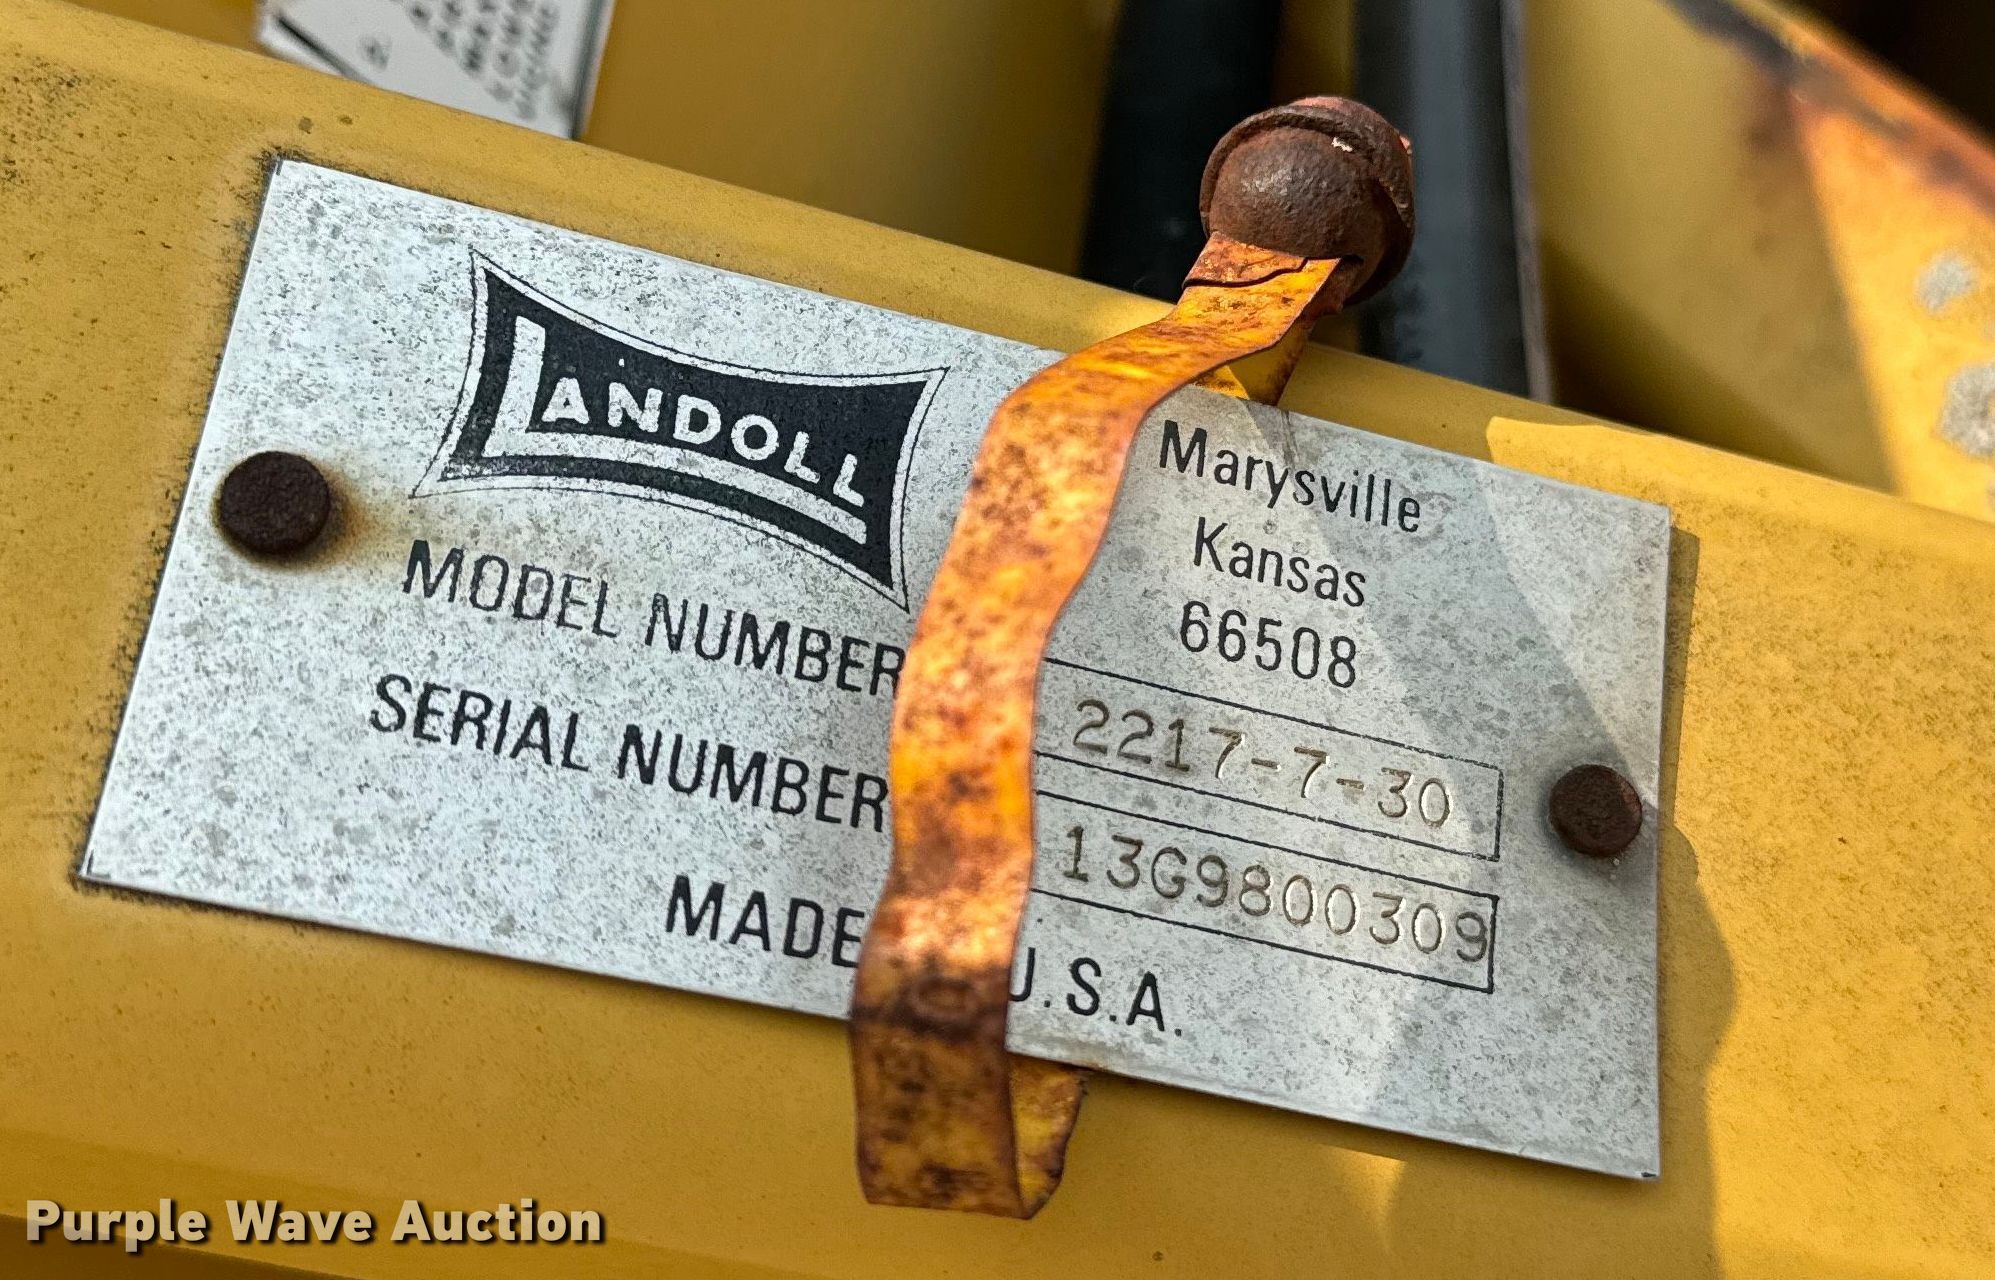 LANDOLL
Marysville
Kansas
66508
MODEL NUMBER 2217-7-30
SERIAL NUMBER 13G9800309
MADE U.S.A.
Purple Wave Auction